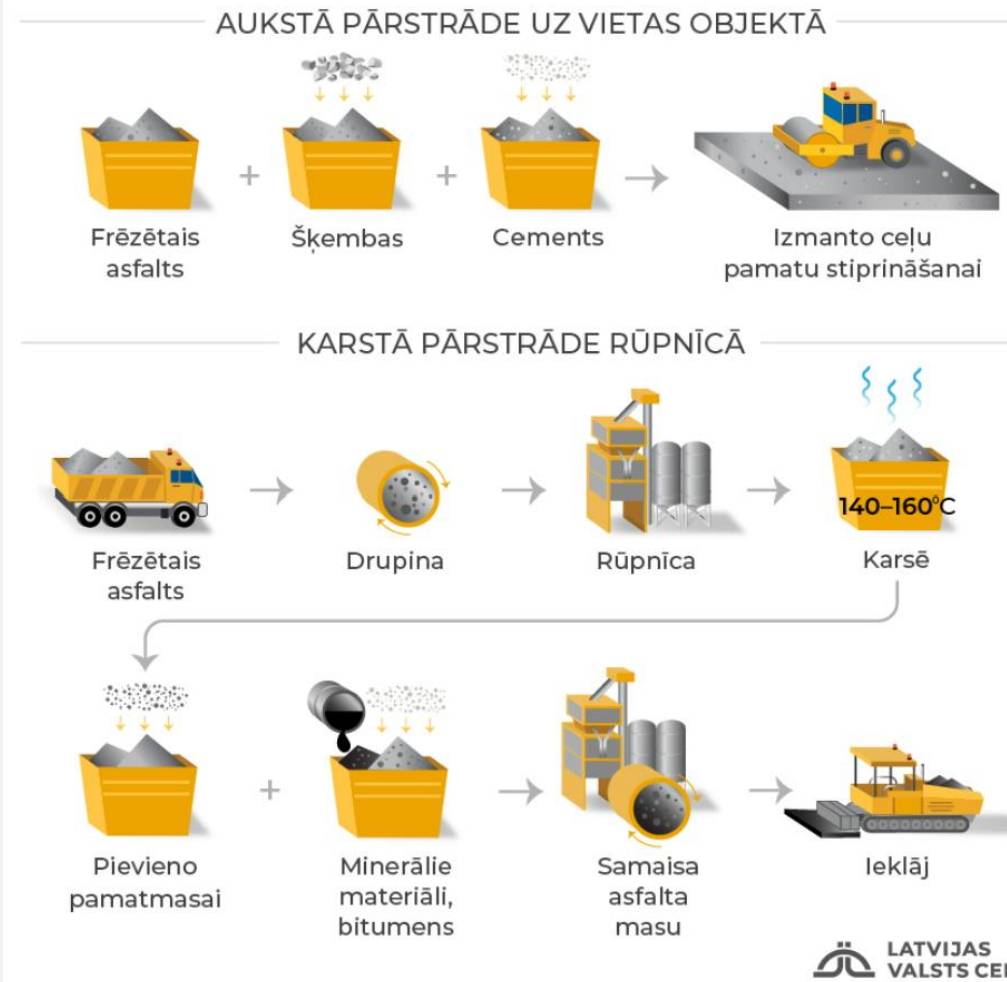 AUKSTĀ PĀRSTRĀDE UZ VIETAS OBJEKTĀ
+
+
Frēzētais
asfalts
Šķembas
Cements
Izmanto ceļu
pamatu stiprināšanai
KARSTĀ PĀRSTRĀDE RŪPNĪCĀ
140–160°C
Frēzētais
asfalts
Drupina
Rūpnīca
Karsē
+
Pievieno
pamatmasai
Minerālie
materiāli,
bitumens
Samaisa
asfalta
masu
Ieklāj
LATVIJAS
VALSTS